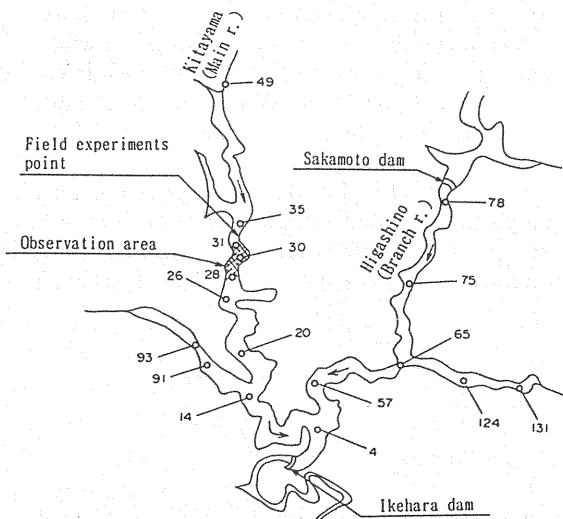 Kitayama
(Main r.)
49
Field experiments
point
Sakamoto dam
78
35
Higashino
(Branch r.)
31
30
Observation area
28
26
75
20
65
93
91
57
14
124
131
4
Ikehara dam